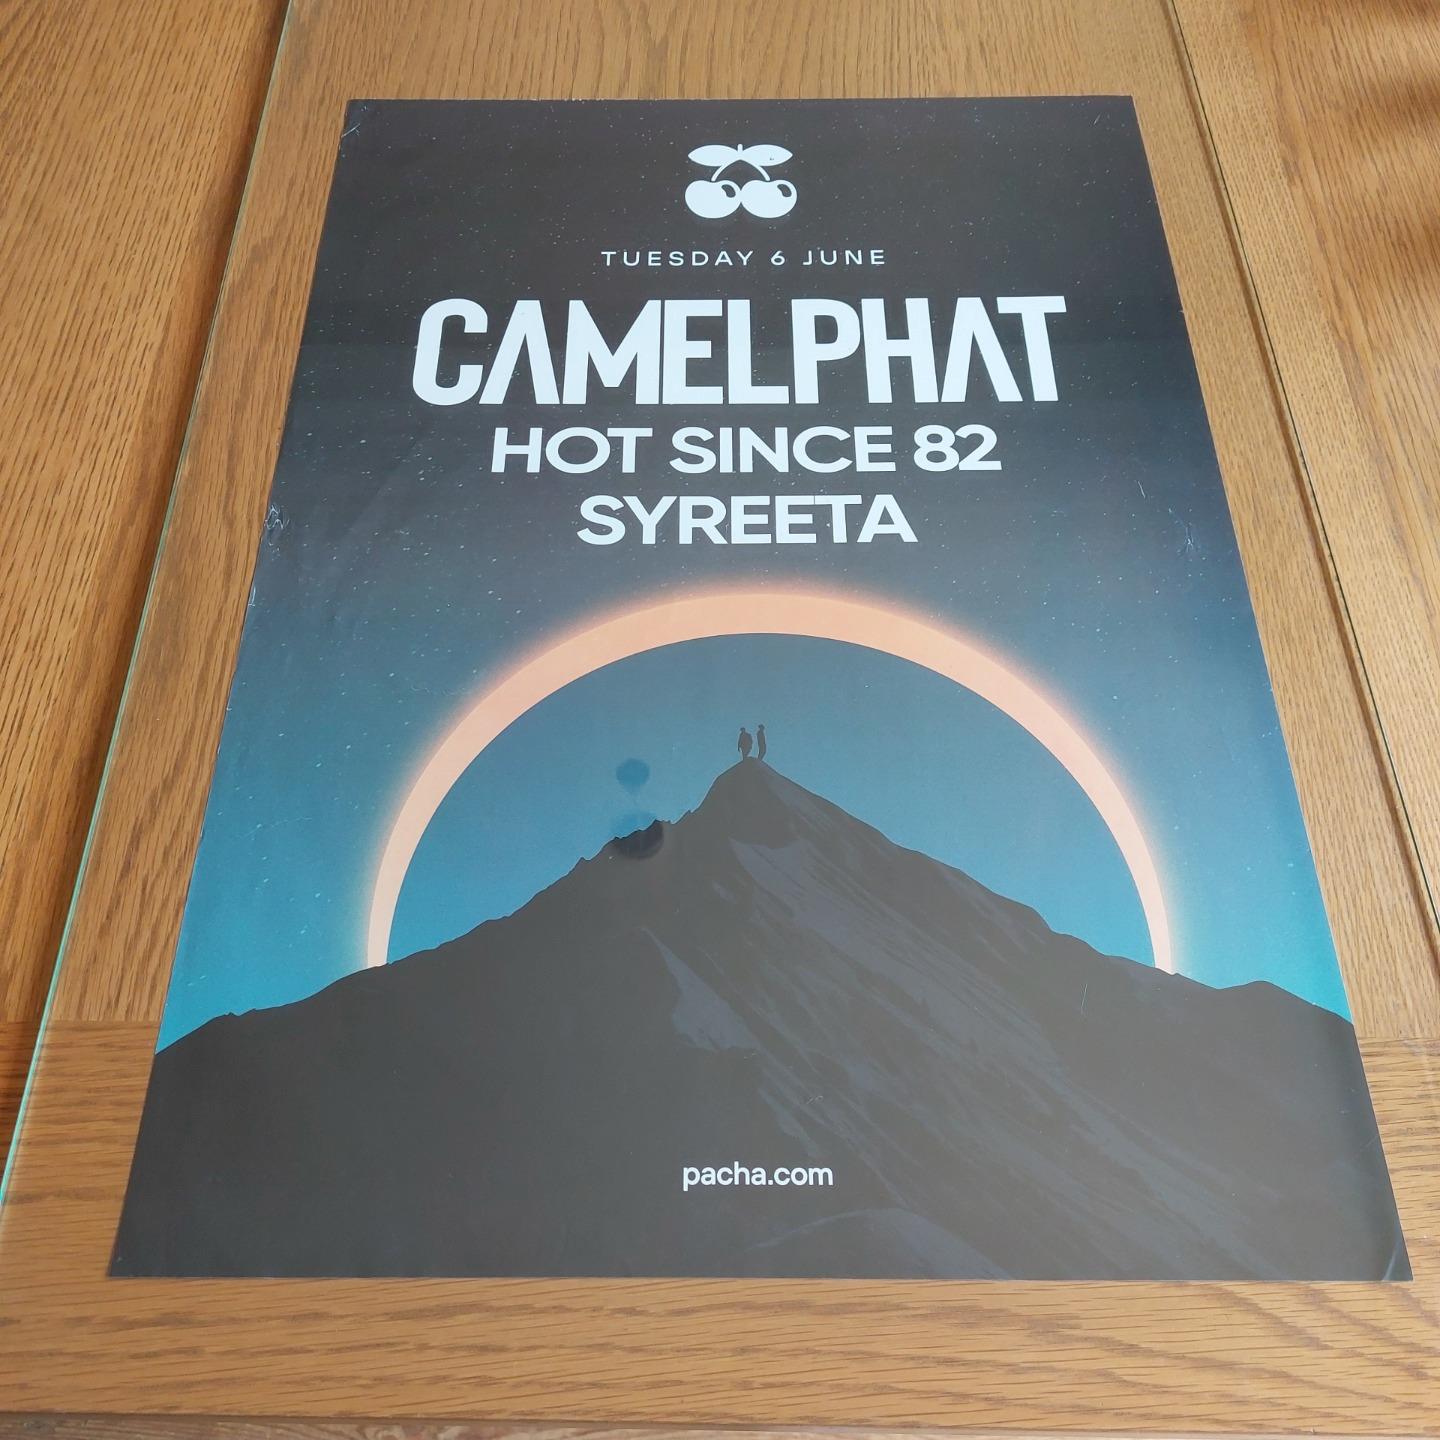 TUESDAY 6 JUNE
CAMELPHAT
HOT SINCE 82
SYREETA
pacha.com